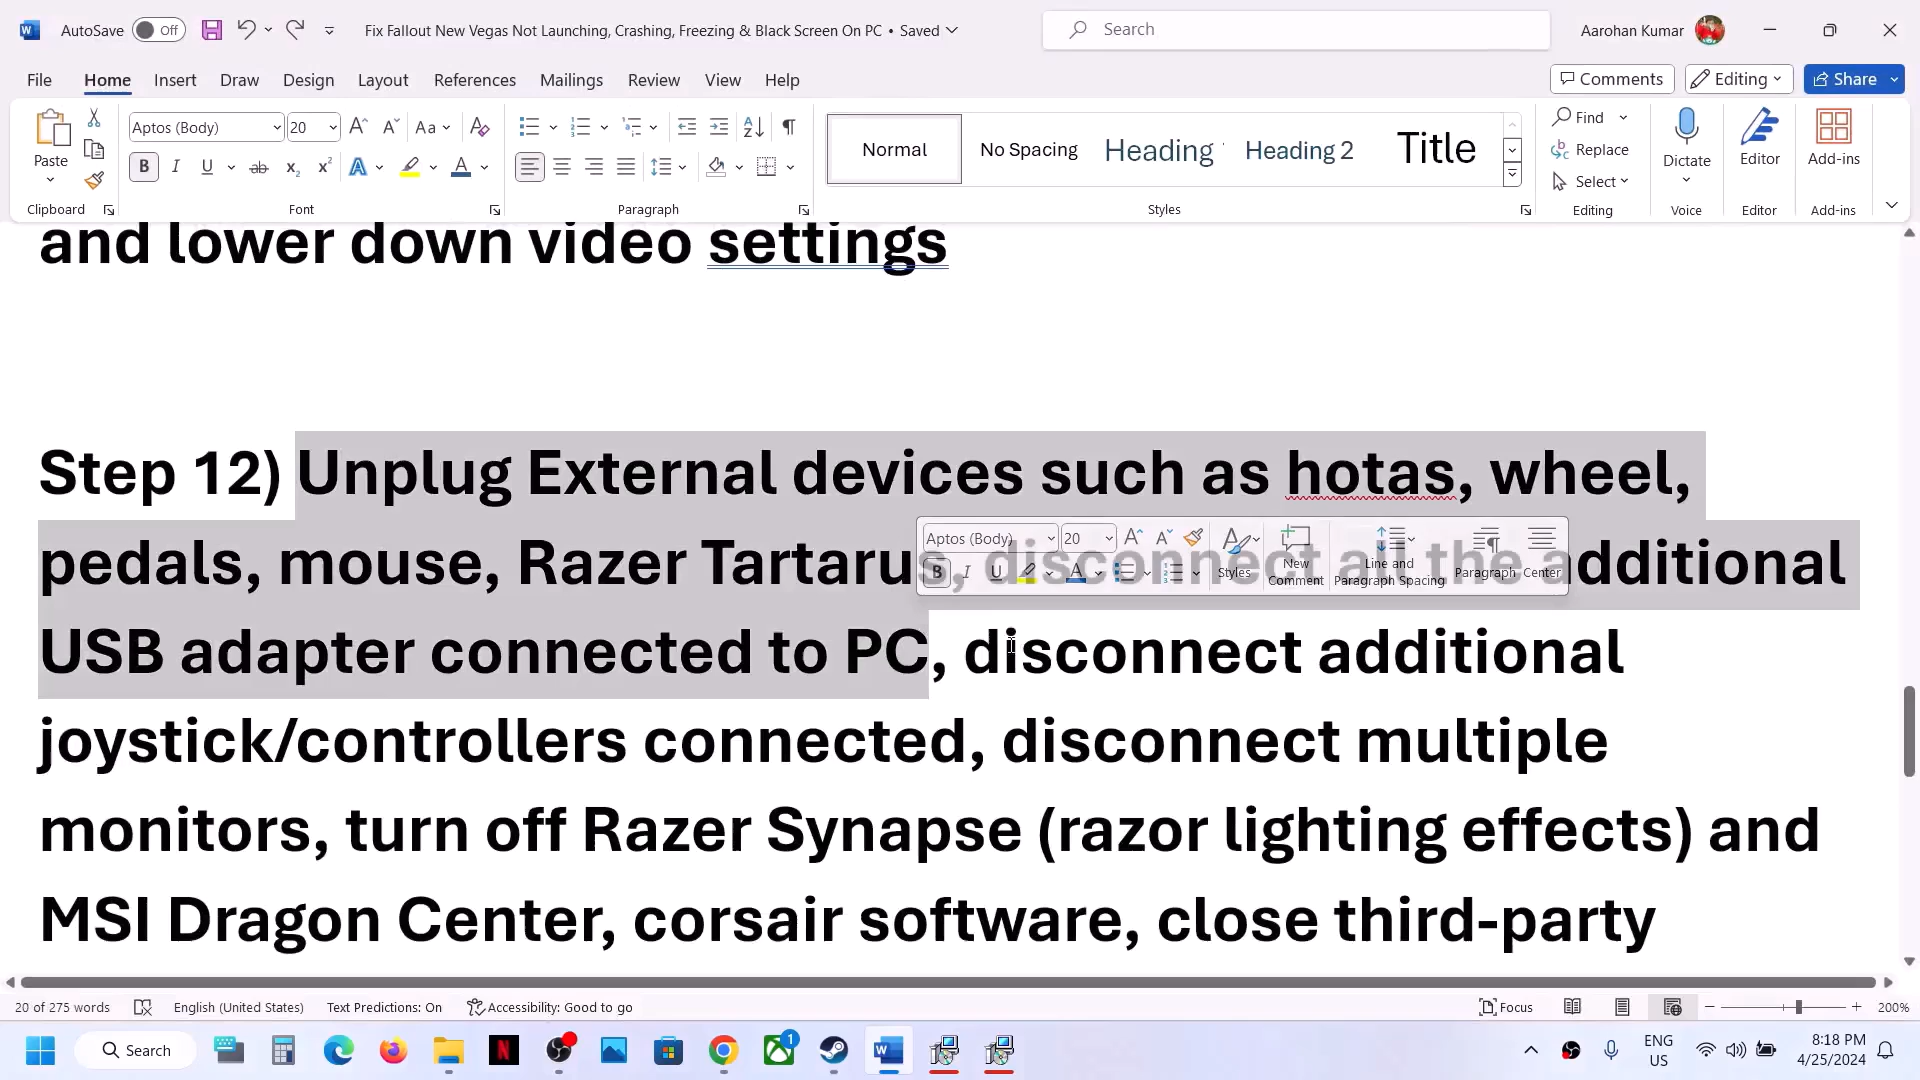 AutoSave Off Fix Fallout New Vegas Not Launching, Crashing, Freezing & Black Screen On PC • Saved Search Aarohan Kumar
File Home Insert Draw Design Layout References Mailings Review View Help Comments Editing Share
Aptos (Body) 20 Aa Find
Paste Normal No Spacing Heading Heading 2 Title Replace Dictate Editor Add-ins
B I U ab x₂ x² A A Select
Clipboard Font Paragraph Styles Editing Voice Editor Add-ins
and lower down video settings
Step 12) Unplug External devices such as hotas, wheel,
pedals, mouse, Razer Tartarus, disconnect all the additional
Aptos (Body) 20
B I U A Styles New Comment Line and Paragraph Spacing Paragraph Center
USB adapter connected to PC, disconnect additional
joystick/controllers connected, disconnect multiple
monitors, turn off Razer Synapse (razor lighting effects) and
MSI Dragon Center, corsair software, close third-party
20 of 275 words English (United States) Text Predictions: On Accessibility: Good to go Focus 200%
Search 1 ENG US 8:18 PM 4/25/2024